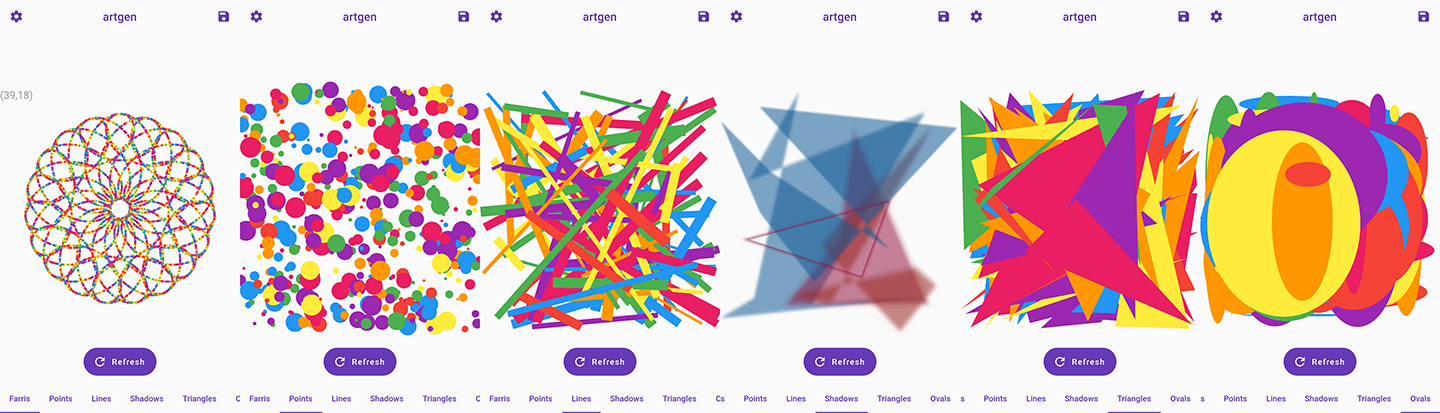 artgen
(39,18)
Refresh
Farris Points Lines Shadows Triangles C
artgen
Refresh
Farris Points Lines Shadows Triangles C
artgen
Refresh
Farris Points Lines Shadows Triangles C
artgen
Refresh
s Points Lines Shadows Triangles Ovals
artgen
Refresh
s Points Lines Shadows Triangles Ovals
artgen
Refresh
s Points Lines Shadows Triangles Ovals